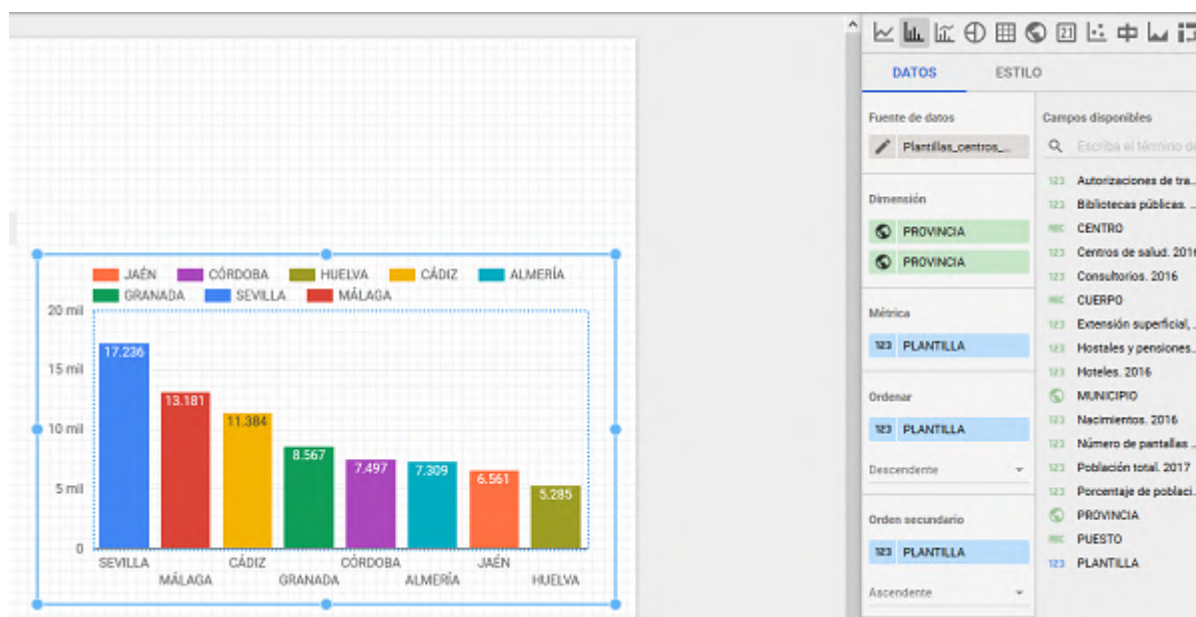 JAÉN CÓRDOBA HUELVA CÁDIZ ALMERÍA
GRANADA SEVILLA MÁLAGA
20 mil
15 mil
10 mil
5 mil
0
17.236
13.181
11.384
8.567
7.497
7.309
6.561
5.285
SEVILLA CÁDIZ CÓRDOBA JAÉN
MÁLAGA GRANADA ALMERÍA HUELVA
21
DATOS ESTILO
Fuente de datos
Plantillas_centros_...
Dimensión
PROVINCIA
PROVINCIA
Métrica
123 PLANTILLA
Ordenar
123 PLANTILLA
Descendente
Orden secundario
123 PLANTILLA
Ascendente
Campos disponibles
Escriba el término de
123 Autorizaciones de tra...
123 Bibliotecas públicas. ...
ABC CENTRO
123 Centros de salud. 2016
123 Consultorios. 2016
ABC CUERPO
123 Extensión superficial, ...
123 Hostales y pensiones...
123 Hoteles. 2016
MUNICIPIO
123 Nacimientos. 2016
123 Número de pantallas ...
123 Población total. 2017
123 Porcentaje de poblaci...
PROVINCIA
ABC PUESTO
123 PLANTILLA